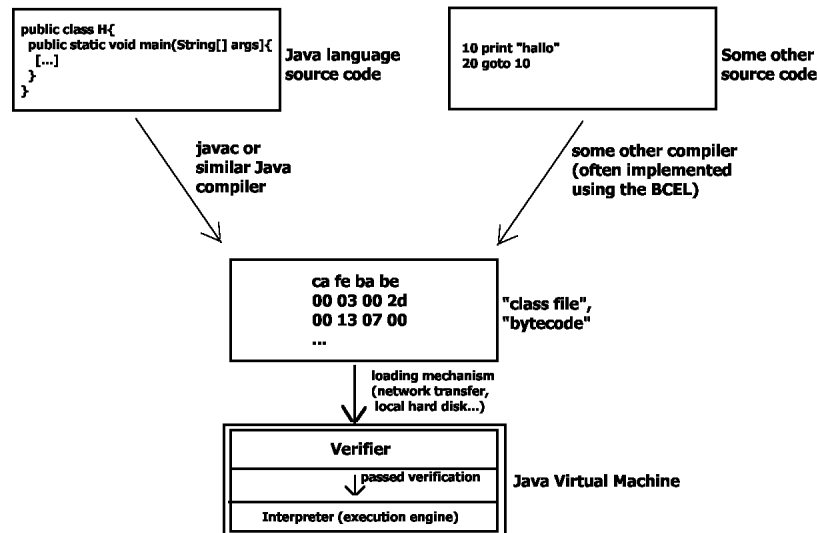 public class H{
public static void main(String[] args]{
[...]
}
}
Java language
source code
10 print "hallo"
20 goto 10
Some other
source code
javac or
similar Java
compiler
some other compiler
(often implemented
using the BCEL)
ca fe ba be
00 03 00 2d
00 13 07 00
...
"class file",
"bytecode"
loading mechanism
(network transfer,
local hard disk...)
Verifier
passed verification
Interpreter (execution engine)
Java Virtual Machine